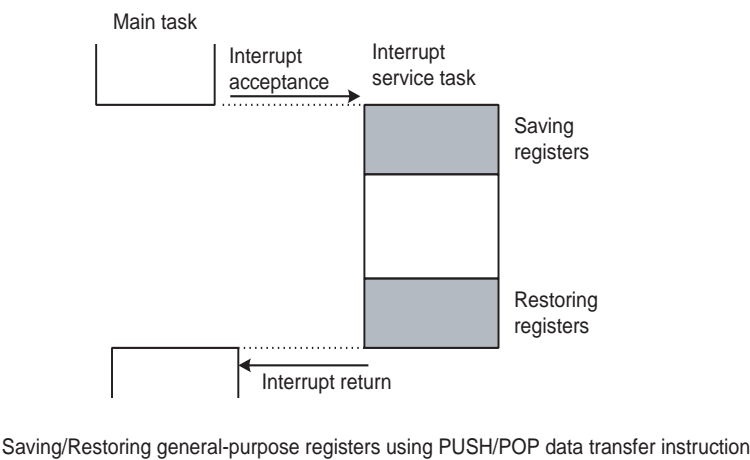 Main task
Interrupt
acceptance
Interrupt
service task
Saving
registers
Restoring
registers
Interrupt return
Saving/Restoring general-purpose registers using PUSH/POP data transfer instruction